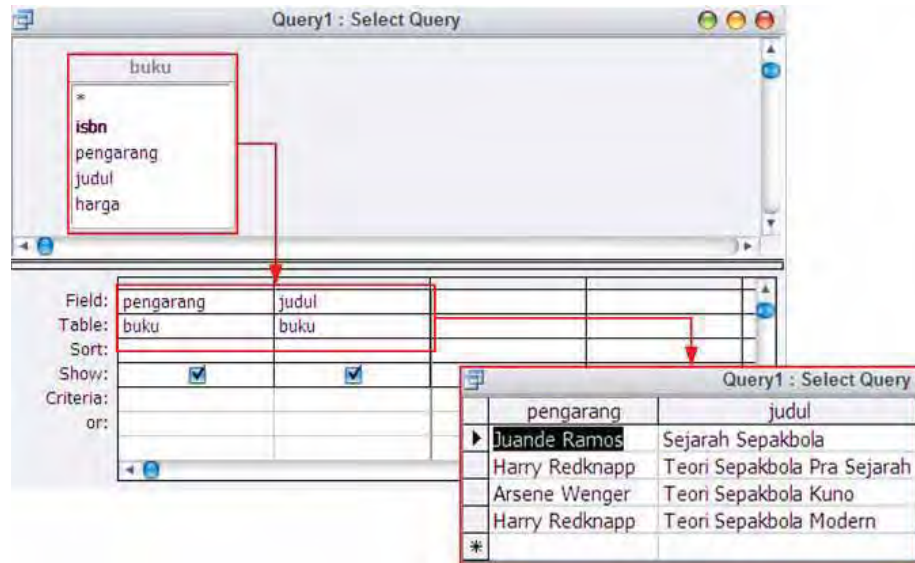 Query1 : Select Query
buku
*
isbn
pengarang
judul
harga
Field: pengarang judul
Table: buku buku
Sort:
Show:
Criteria:
or:
Query1 : Select Query
pengarang judul
Juande Ramos Sejarah Sepakbola
Harry Redknapp Teori Sepakbola Pra Sejarah
Arsene Wenger Teori Sepakbola Kuno
Harry Redknapp Teori Sepakbola Modern
*